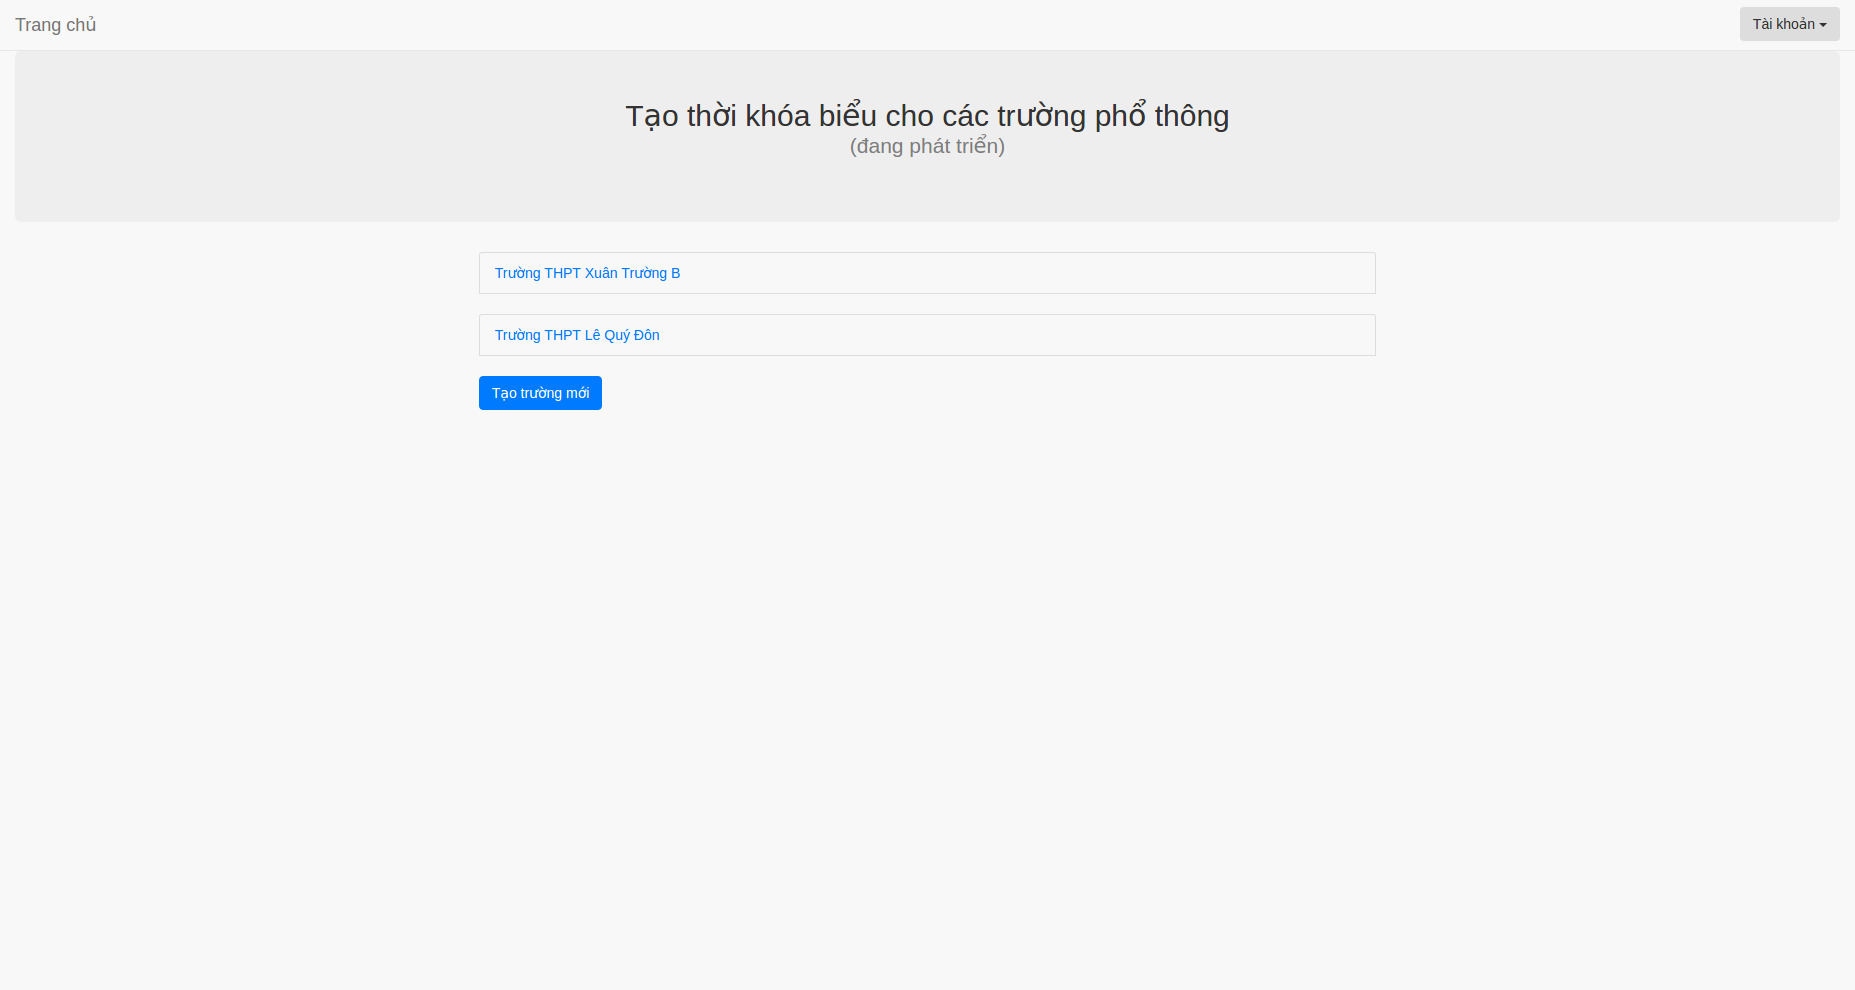 Trang chủ
Tài khoản
Tạo thời khóa biểu cho các trường phổ thông
(đang phát triển)
Trường THPT Xuân Trường B
Trường THPT Lê Quý Đôn
Tạo trường mới